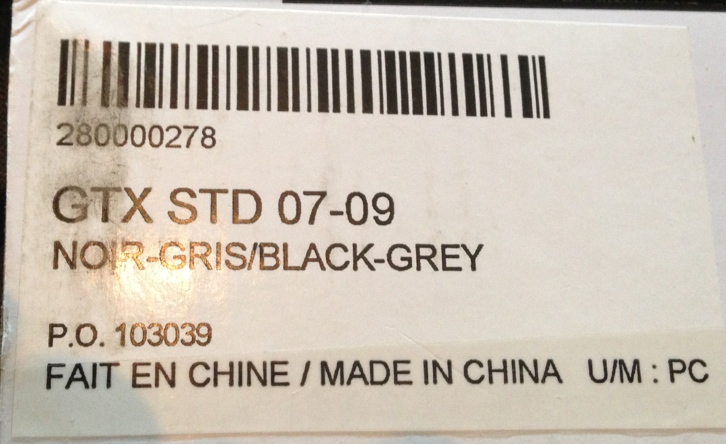 280000278
GTX STD 07-09
NOIR-GRIS/BLACK-GREY
P.O. 103039
FAIT EN CHINE / MADE IN CHINA U/M : PC